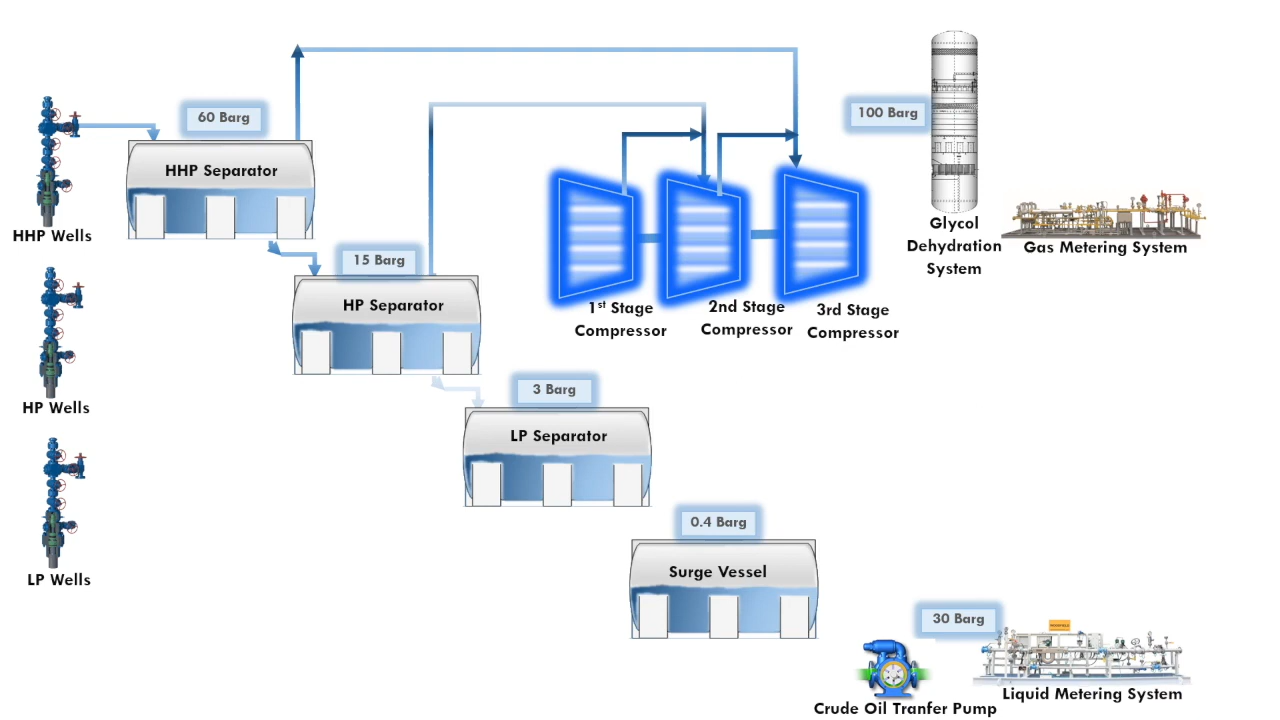 60 Barg
HHP Separator
HHP Wells
15 Barg
HP Separator
HP Wells
3 Barg
LP Separator
LP Wells
0.4 Barg
Surge Vessel
1st Stage
Compressor
2nd Stage
Compressor
3rd Stage
Compressor
100 Barg
Glycol
Dehydration
System
Gas Metering System
30 Barg
Crude Oil Tranfer Pump
Liquid Metering System